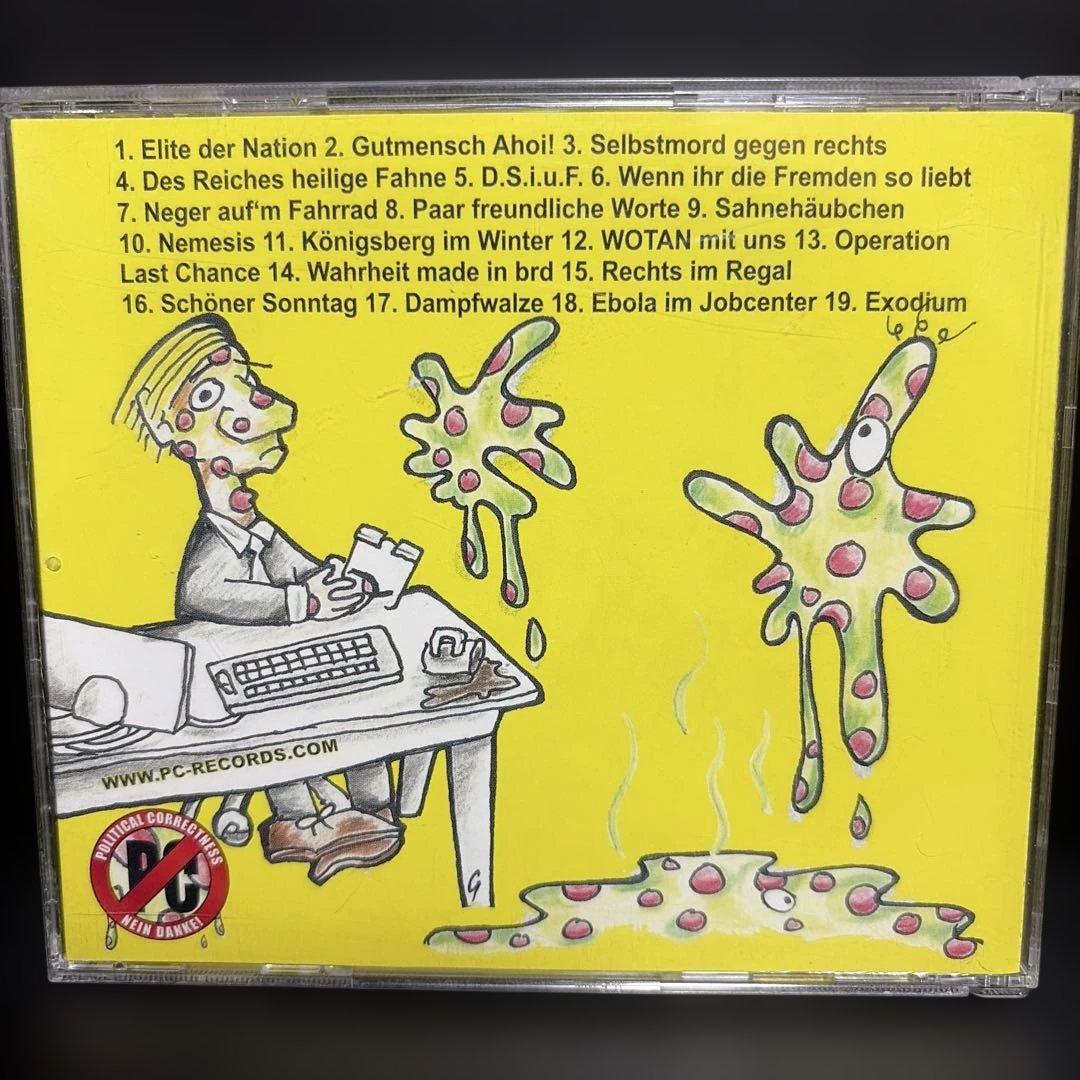 1. Elite der Nation 2. Gutmensch Ahoi! 3. Selbstmord gegen rechts
4. Des Reiches heilige Fahne 5. D.S.i.u.F. 6. Wenn ihr die Fremden so liebt
7. Neger auf'm Fahrrad 8. Paar freundliche Worte 9. Sahnehäubchen
10. Nemesis 11. Königsberg im Winter 12. WOTAN mit uns 13. Operation
Last Chance 14. Wahrheit made in brd 15. Rechts im Regal
16. Schöner Sonntag 17. Dampfwalze 18. Ebola im Jobcenter 19. Exodium
WWW.PC-RECORDS.COM
POLITICAL CORRECTNESS
PC
NEIN DANKE!